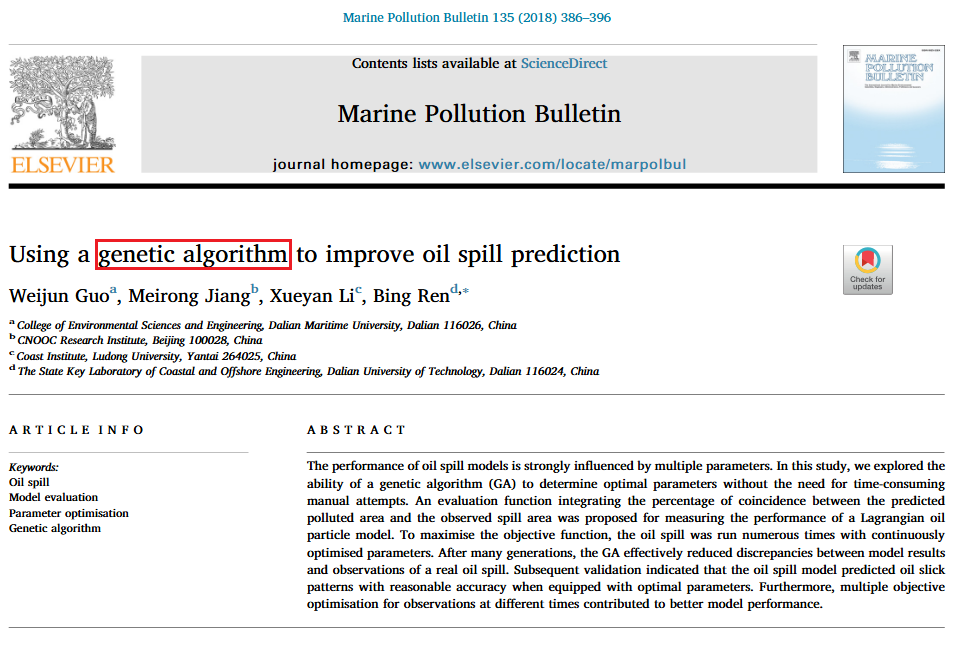 Marine Pollution Bulletin 135 (2018) 386–396
Contents lists available at ScienceDirect
Marine Pollution Bulletin
journal homepage: www.elsevier.com/locate/marpolbul
ELSEVIER
MARINE
POLLUTION
BULLETIN
Using a genetic algorithm to improve oil spill prediction
Check for
updates
Weijun Guoᵃ, Meirong Jiangᵇ, Xueyan Liᶜ, Bing Renᵈ,*
ᵃ College of Environmental Sciences and Engineering, Dalian Maritime University, Dalian 116026, China
ᵇ CNOOC Research Institute, Beijing 100028, China
ᶜ Coast Institute, Ludong University, Yantai 264025, China
ᵈ The State Key Laboratory of Coastal and Offshore Engineering, Dalian University of Technology, Dalian 116024, China
ARTICLE INFO
Keywords:
Oil spill
Model evaluation
Parameter optimisation
Genetic algorithm
ABSTRACT
The performance of oil spill models is strongly influenced by multiple parameters. In this study, we explored the
ability of a genetic algorithm (GA) to determine optimal parameters without the need for time-consuming
manual attempts. An evaluation function integrating the percentage of coincidence between the predicted
polluted area and the observed spill area was proposed for measuring the performance of a Lagrangian oil
particle model. To maximise the objective function, the oil spill was run numerous times with continuously
optimised parameters. After many generations, the GA effectively reduced discrepancies between model results
and observations of a real oil spill. Subsequent validation indicated that the oil spill model predicted oil slick
patterns with reasonable accuracy when equipped with optimal parameters. Furthermore, multiple objective
optimisation for observations at different times contributed to better model performance.